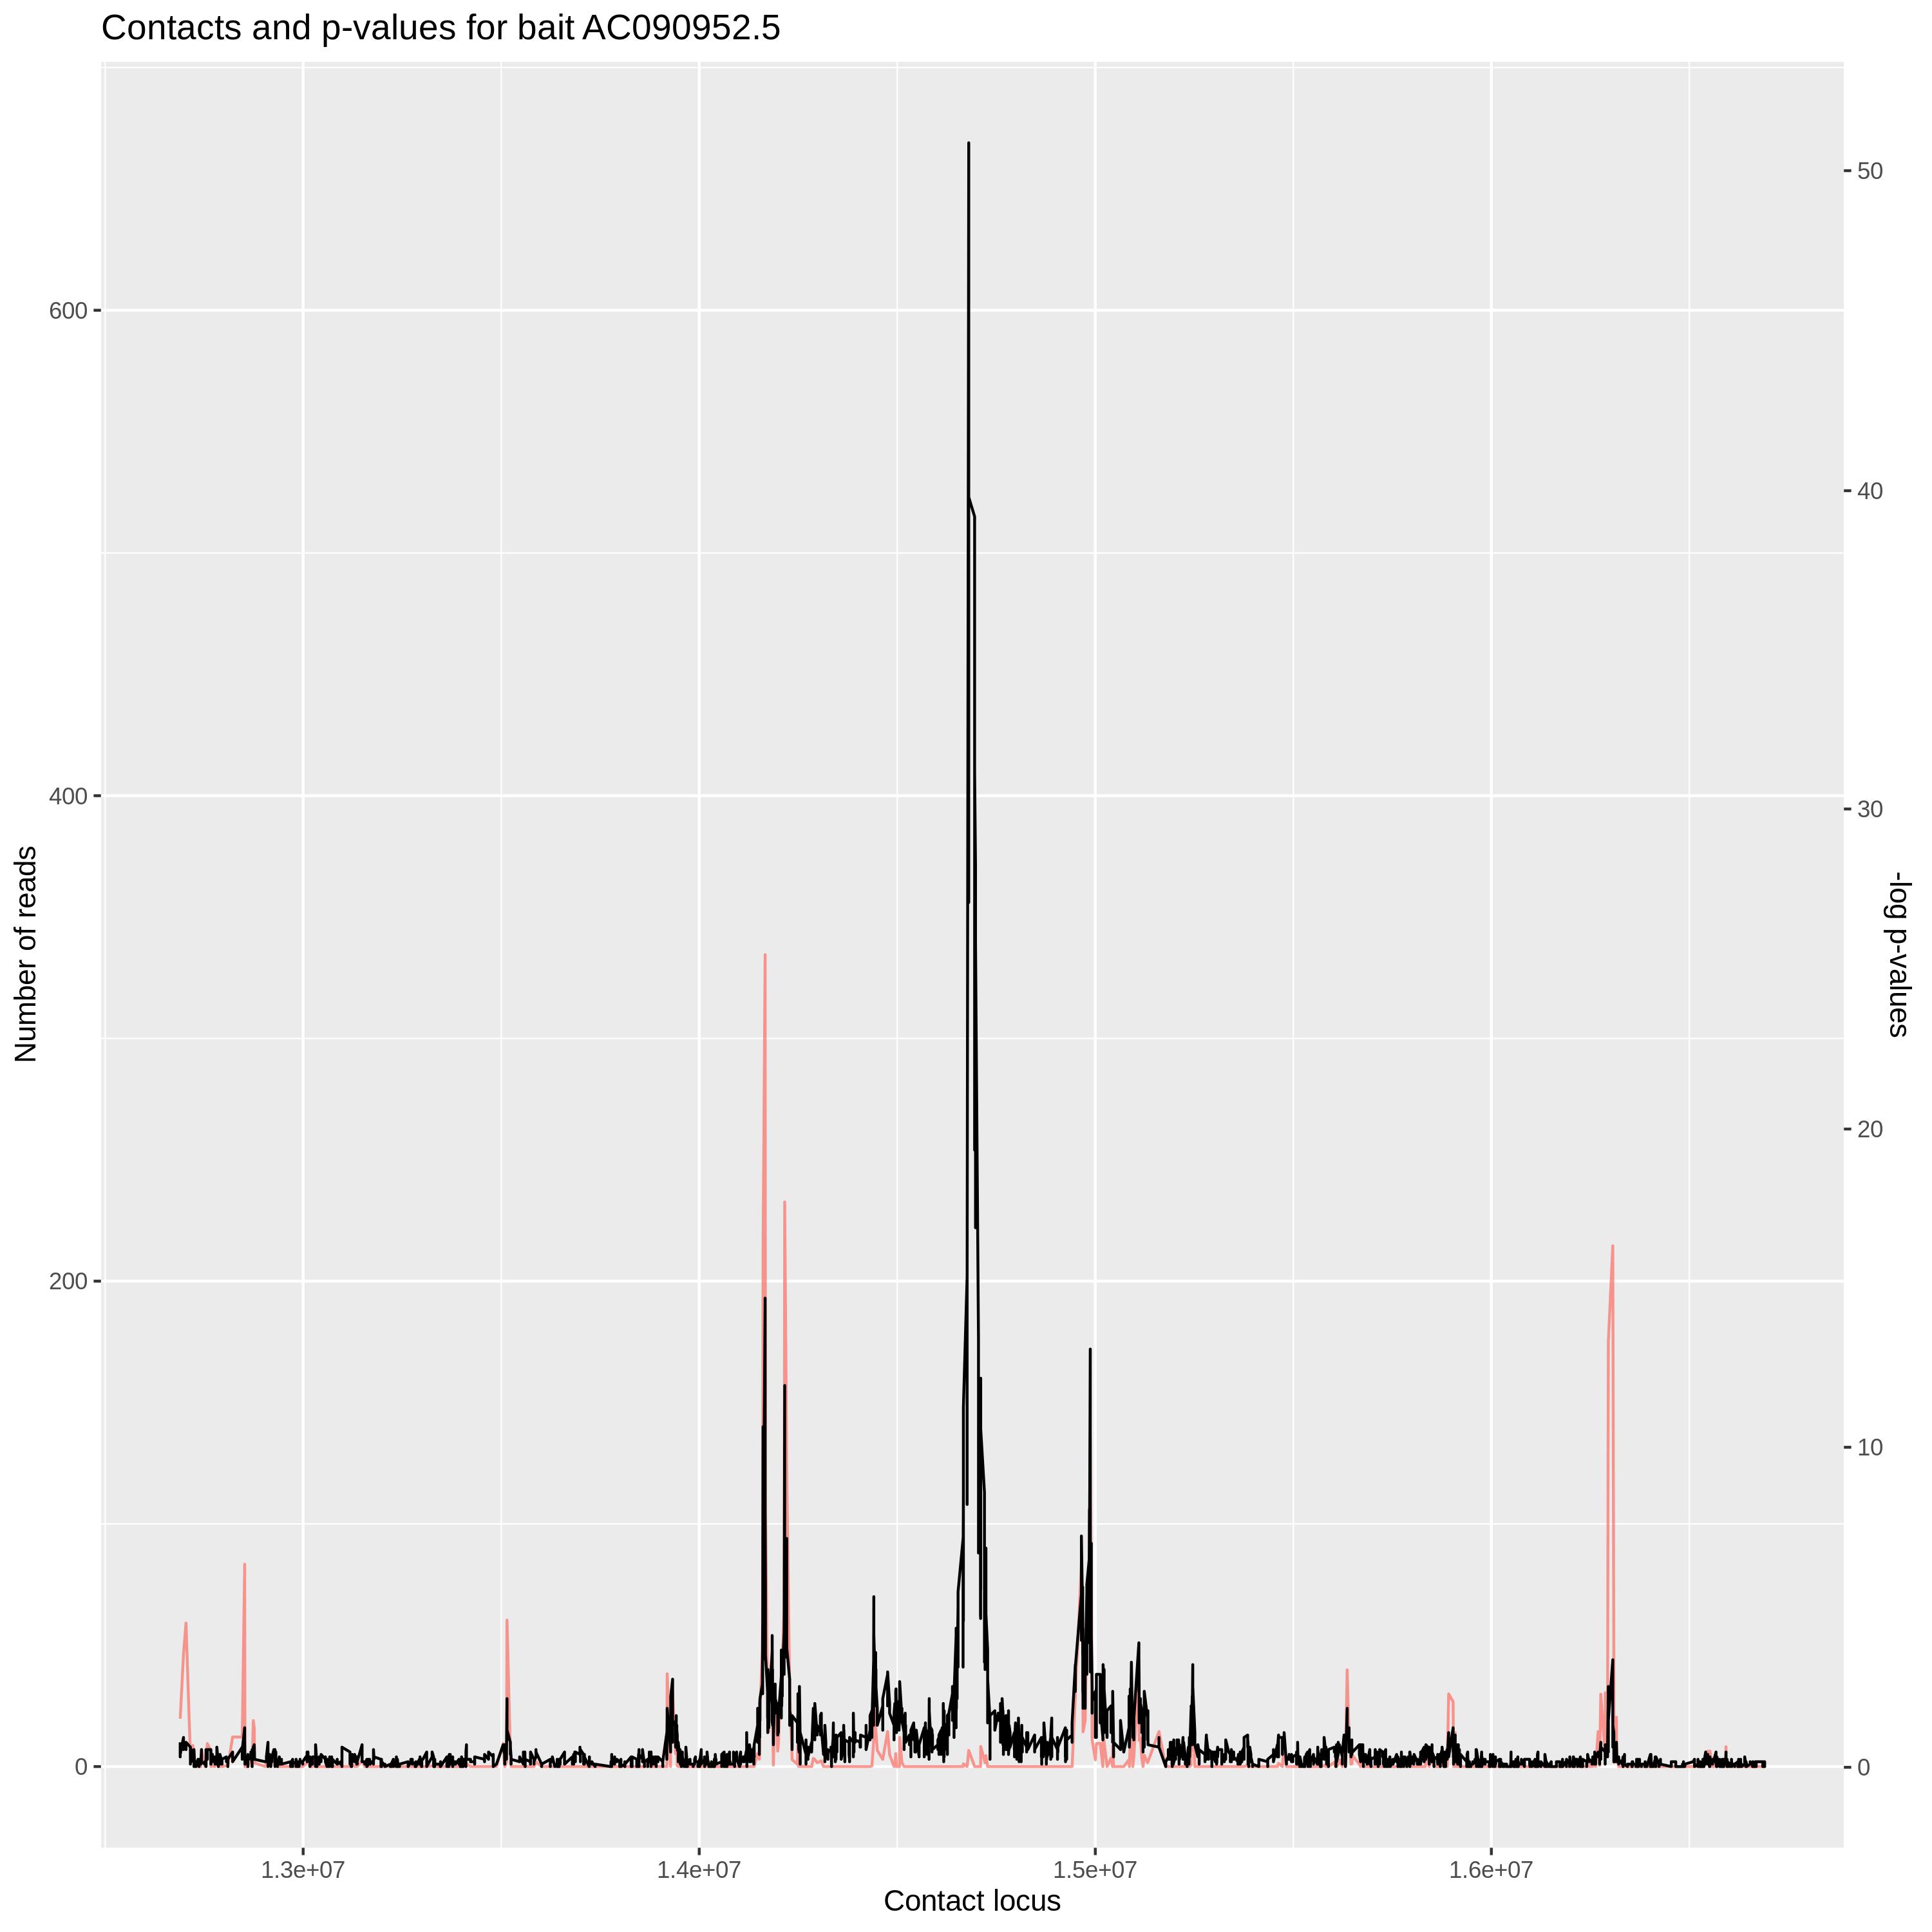 Contacts and p-values for bait AC090952.5
600
400
200
0
Number of reads
50
40
30
20
10
0
-log p-values
1.3e+07
1.4e+07
1.5e+07
1.6e+07
Contact locus